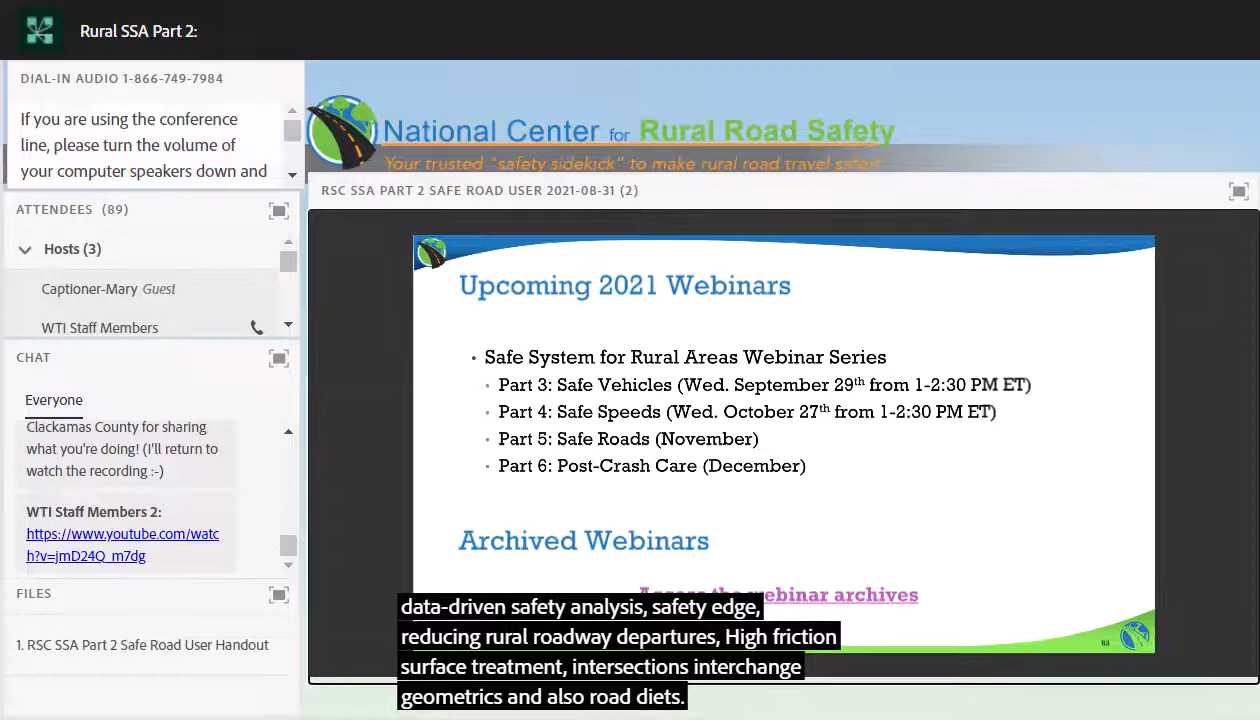 Rural SSA Part 2:
DIAL-IN AUDIO 1-866-749-7984
If you are using the conference
line, please turn the volume of
your computer speakers down and
ATTENDEES (89)
Hosts (3)
Captioner-Mary Guest
WTI Staff Members
CHAT
Everyone
Clackamas County for sharing
what you're doing! (I'll return to
watch the recording :-)
WTI Staff Members 2:
https://www.youtube.com/watc
h?v=jmD24Q_m7dg
FILES
1. RSC SSA Part 2 Safe Road User Handout
National Center for Rural Road Safety
Your trusted "safety sidekick" to make rural road travel safer!
RSC SSA PART 2 SAFE ROAD USER 2021-08-31 (2)
Upcoming 2021 Webinars
• Safe System for Rural Areas Webinar Series
• Part 3: Safe Vehicles (Wed. September 29th from 1-2:30 PM ET)
• Part 4: Safe Speeds (Wed. October 27th from 1-2:30 PM ET)
• Part 5: Safe Roads (November)
• Part 6: Post-Crash Care (December)
Archived Webinars
Access the webinar archives
data-driven safety analysis, safety edge,
reducing rural roadway departures, High friction
surface treatment, intersections interchange
geometrics and also road diets.
63